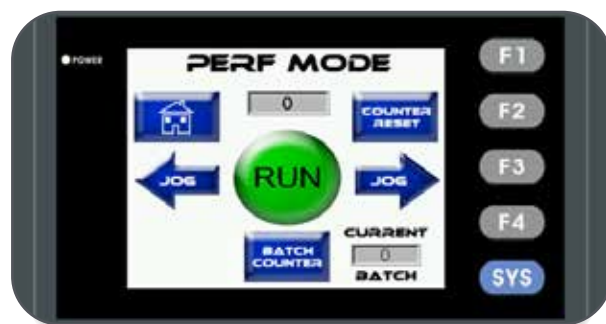 POWER
PERF MODE
0
COUNTER
RESET
JOG
RUN
JOG
BATCH
COUNTER
CURRENT
0
BATCH
F1
F2
F3
F4
SYS